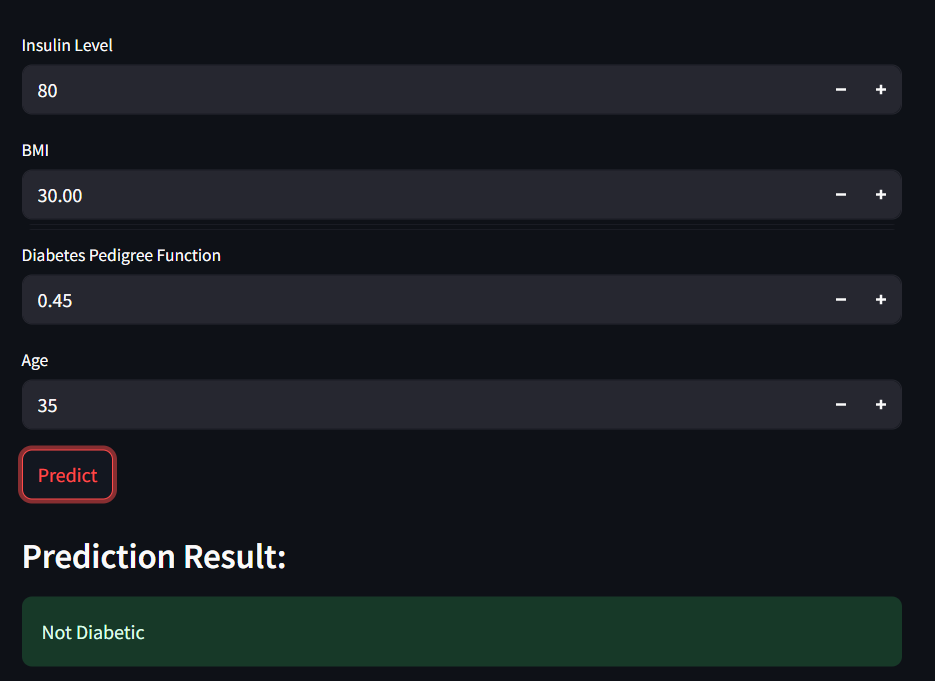 Insulin Level
80
BMI
30.00
Diabetes Pedigree Function
0.45
Age
35
Predict
Prediction Result:
Not Diabetic